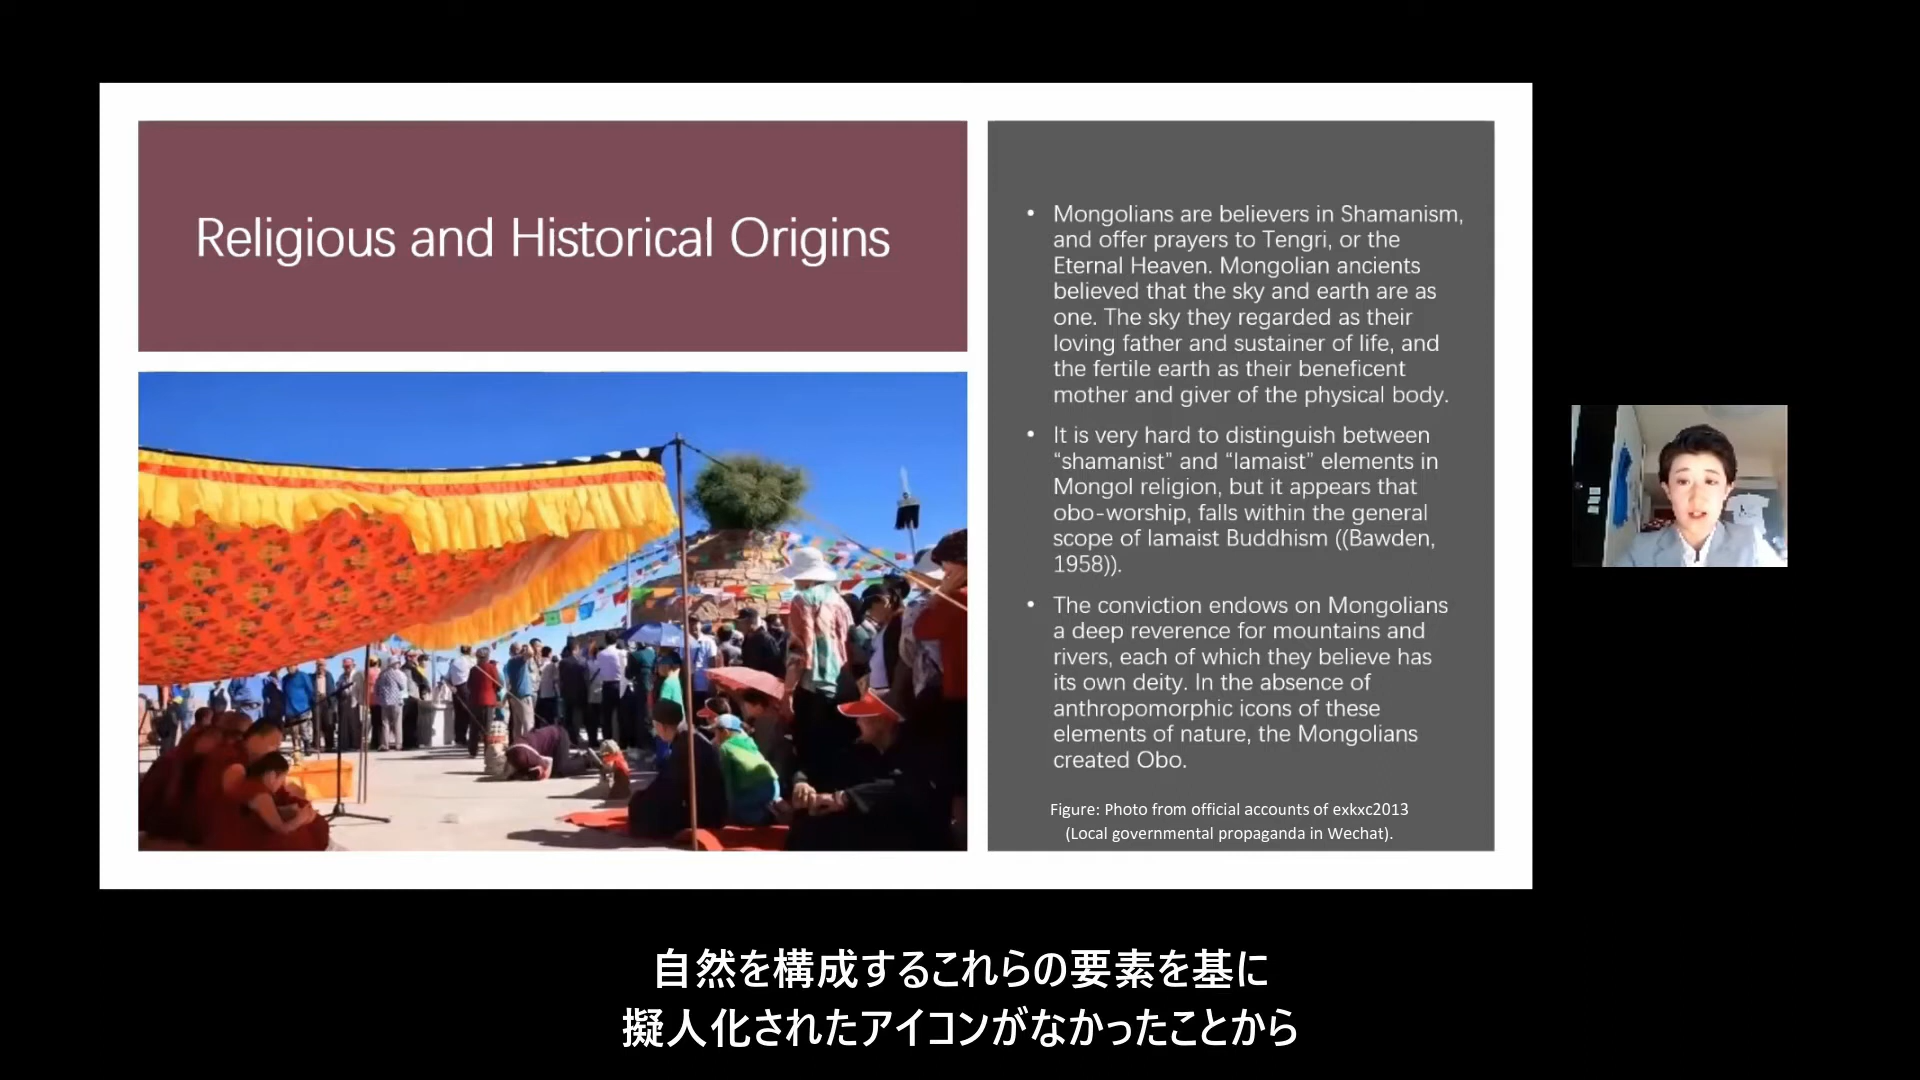 Religious and Historical Origins
• Mongolians are believers in Shamanism,
and offer prayers to Tengri, or the
Eternal Heaven. Mongolian ancients
believed that the sky and earth are as
one. The sky they regarded as their
loving father and sustainer of life, and
the fertile earth as their beneficent
mother and giver of the physical body.
• It is very hard to distinguish between
“shamanist” and “lamaist” elements in
Mongol religion, but it appears that
obo-worship, falls within the general
scope of lamaist Buddhism ((Bawden,
1958)).
• The conviction endows on Mongolians
a deep reverence for mountains and
rivers, each of which they believe has
its own deity. In the absence of
anthropomorphic icons of these
elements of nature, the Mongolians
created Obo.
Figure: Photo from official accounts of exkxc2013
(Local governmental propaganda in Wechat).
自然を構成するこれらの要素を基に
擬人化されたアイコンがなかったことから